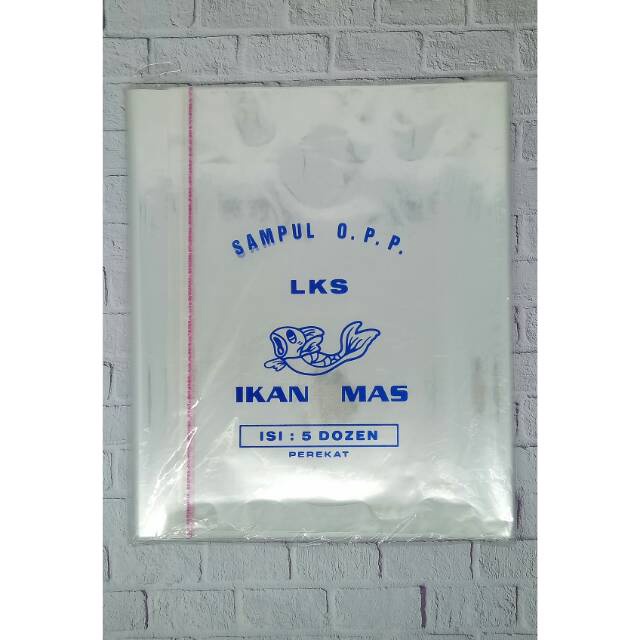 SAMPUL O.P.P.
LKS
IKAN MAS
ISI : 5 DOZEN
PEREKAT